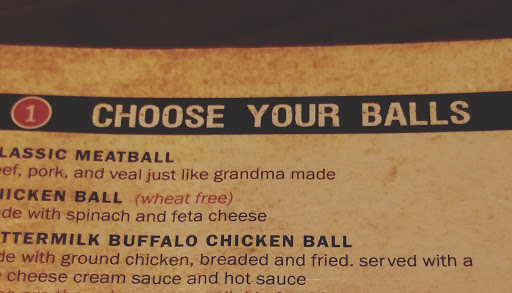 1 CHOOSE YOUR BALLS
LASSIC MEATBALL
eef, pork, and veal just like grandma made
HICKEN BALL (wheat free)
de with spinach and feta cheese
TTERMILK BUFFALO CHICKEN BALL
de with ground chicken, breaded and fried. served with a
cheese cream sauce and hot sauce